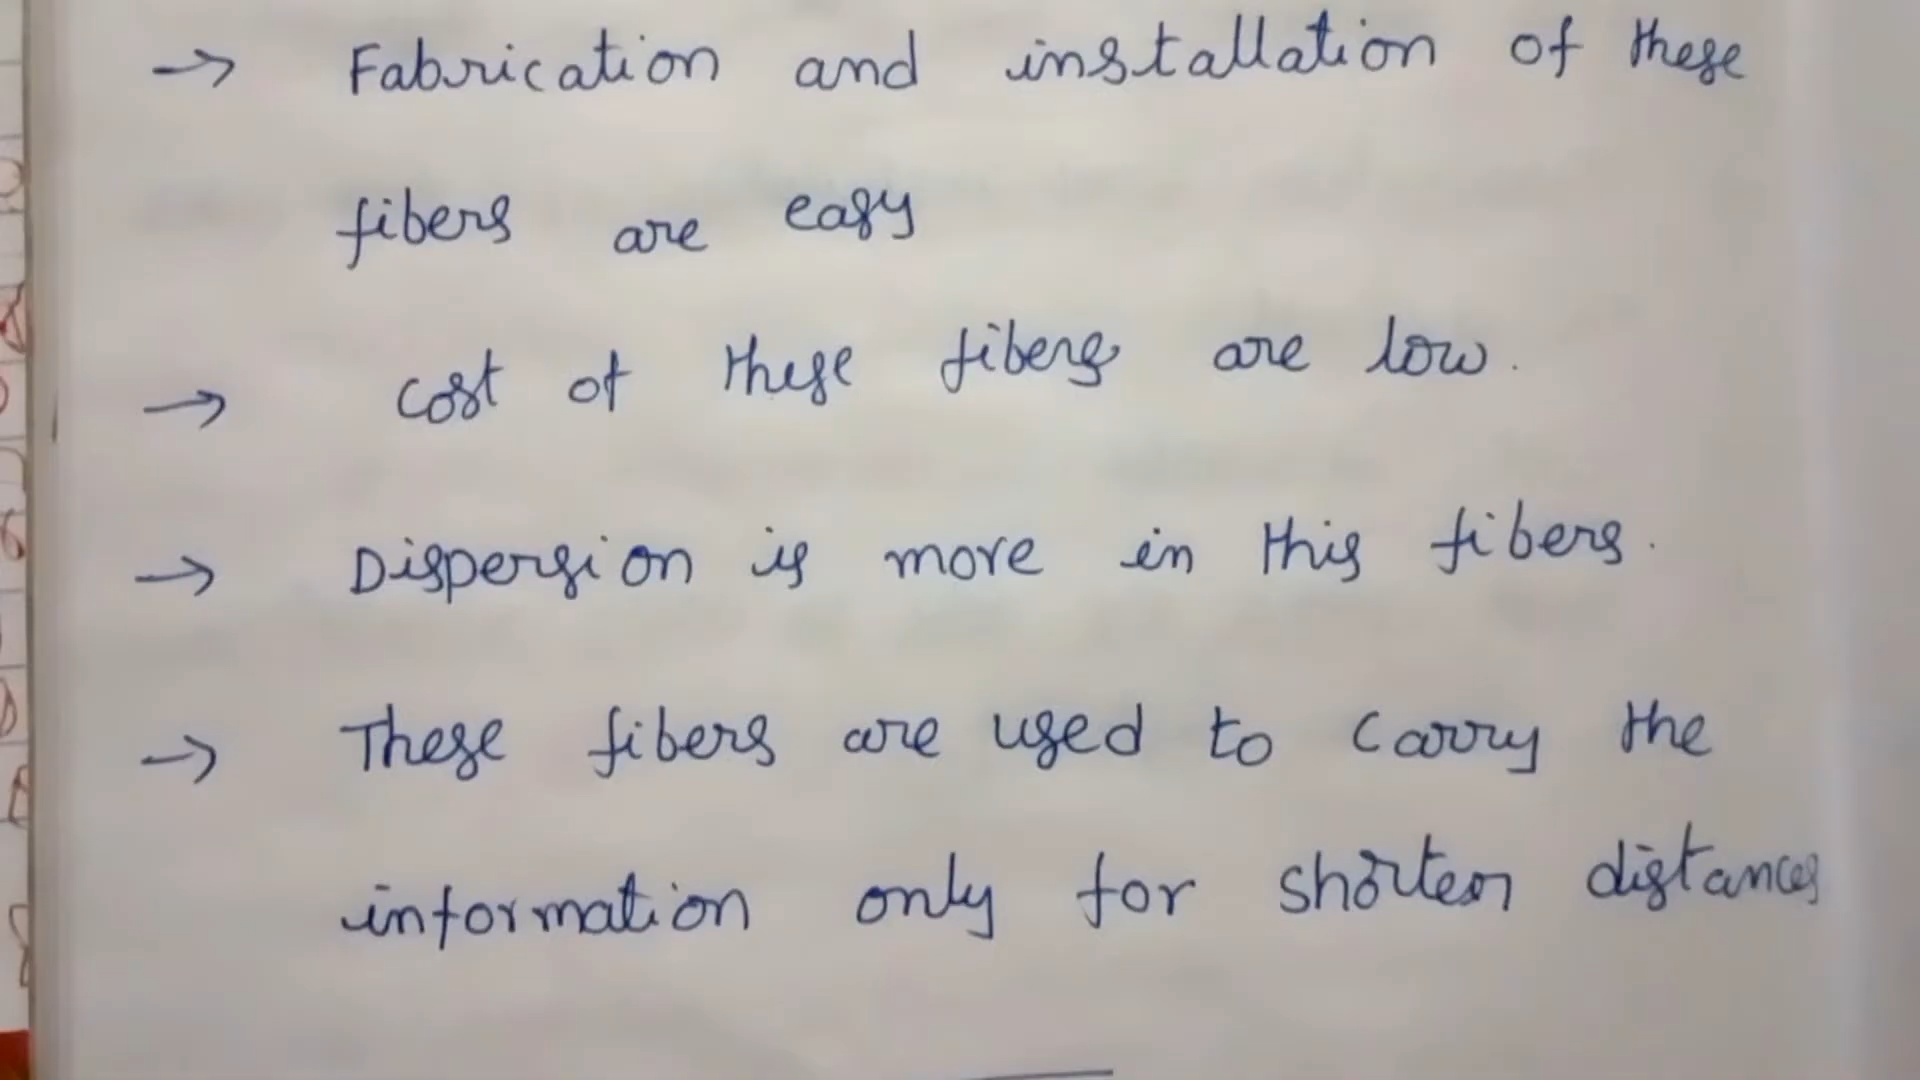 → Fabrication and installation of these
fibers are easy
→ cost of these fibers are low.
→ Dispersion is more in this fibers.
→ These fibers are used to carry the
information only for shorter distances